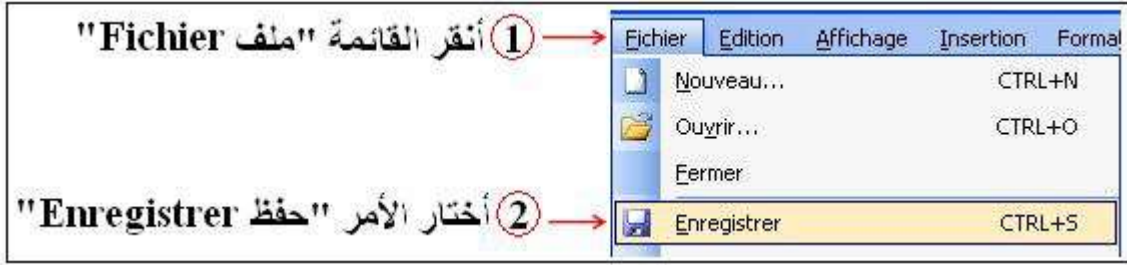 ① أنقر القائمة "ملف Fichier"
Fichier Edition Affichage Insertion Format
Nouveau... CTRL+N
Ouvrir... CTRL+O
Fermer
② أختار الأمر "حفظ Enregistrer"
Enregistrer CTRL+S